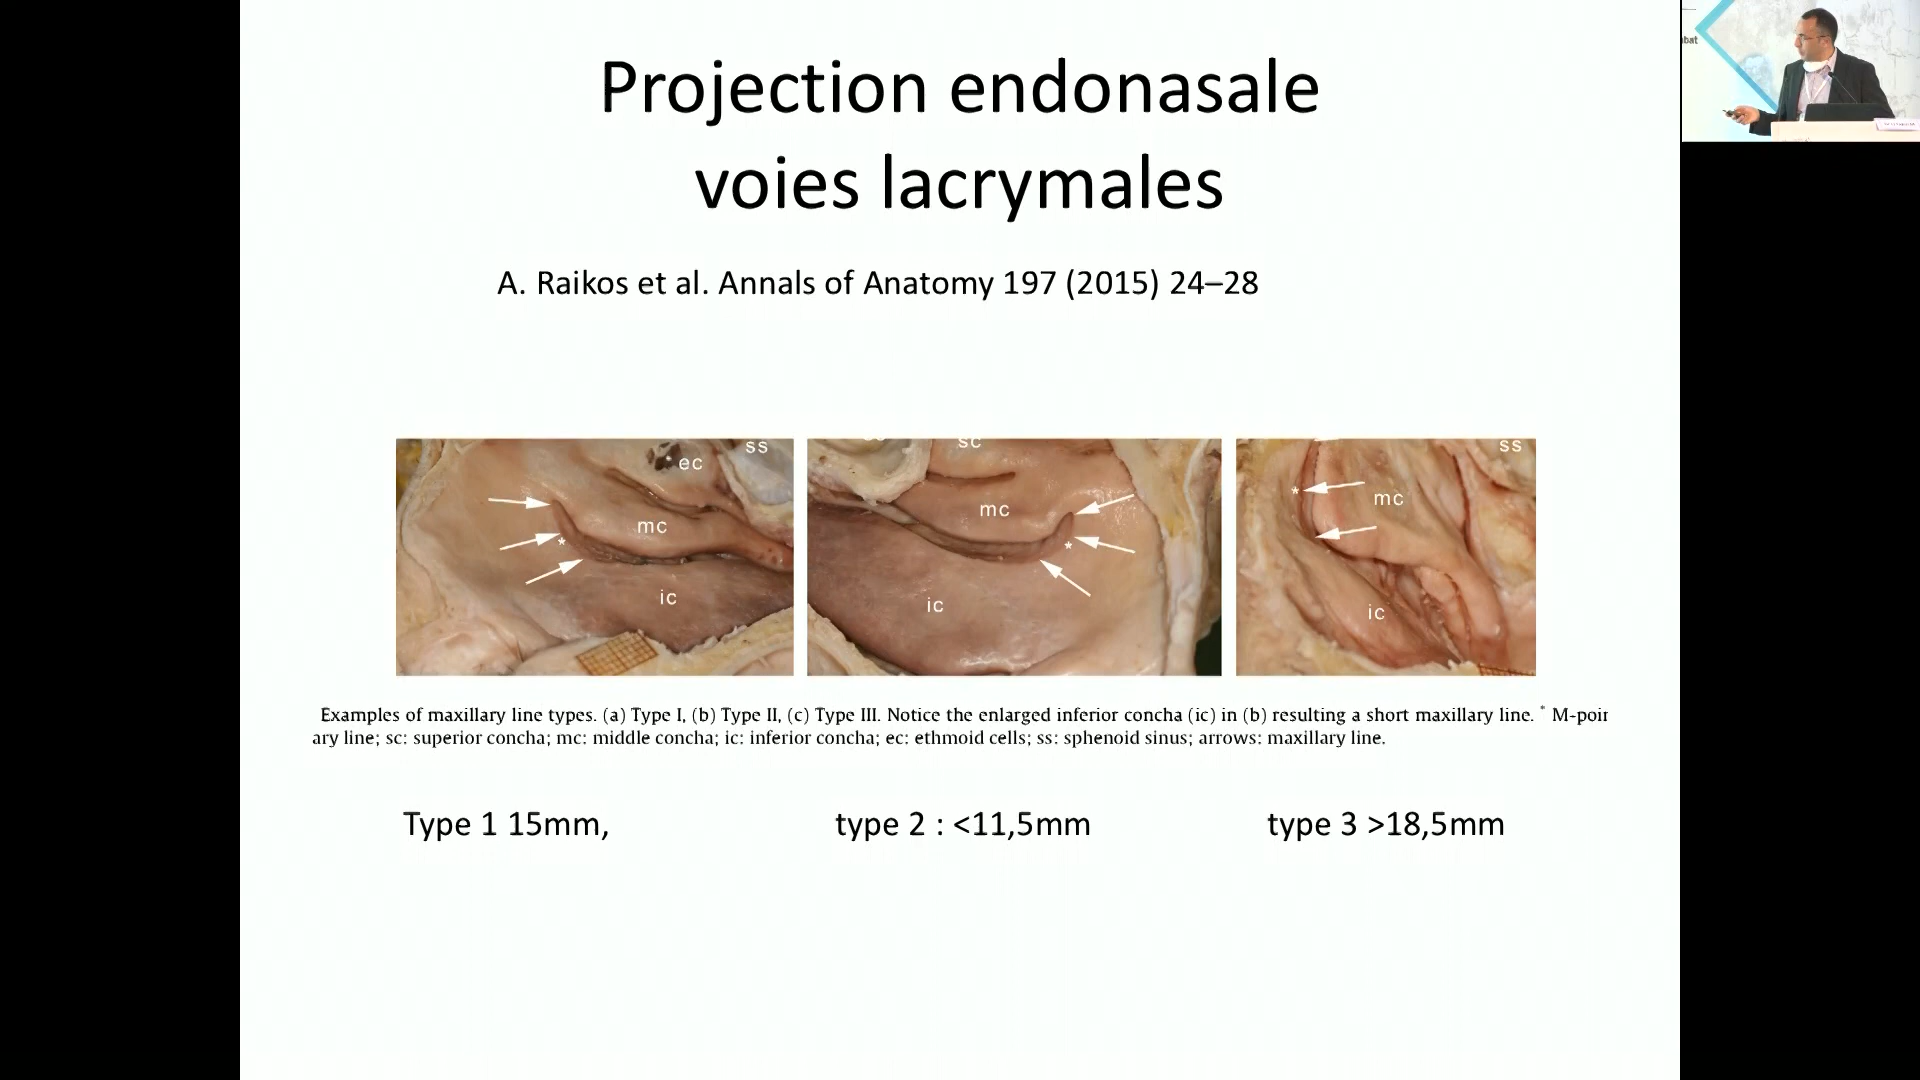 Projection endonasale
voies lacrymales
A. Raikos et al. Annals of Anatomy 197 (2015) 24–28
ss
ec
mc
ic
sc
mc
ic
ss
mc
ic
Examples of maxillary line types. (a) Type I, (b) Type II, (c) Type III. Notice the enlarged inferior concha (ic) in (b) resulting a short maxillary line. * M-poin
ary line; sc: superior concha; mc: middle concha; ic: inferior concha; ec: ethmoid cells; ss: sphenoid sinus; arrows: maxillary line.
Type 1 15mm,
type 2 : <11,5mm
type 3 >18,5mm